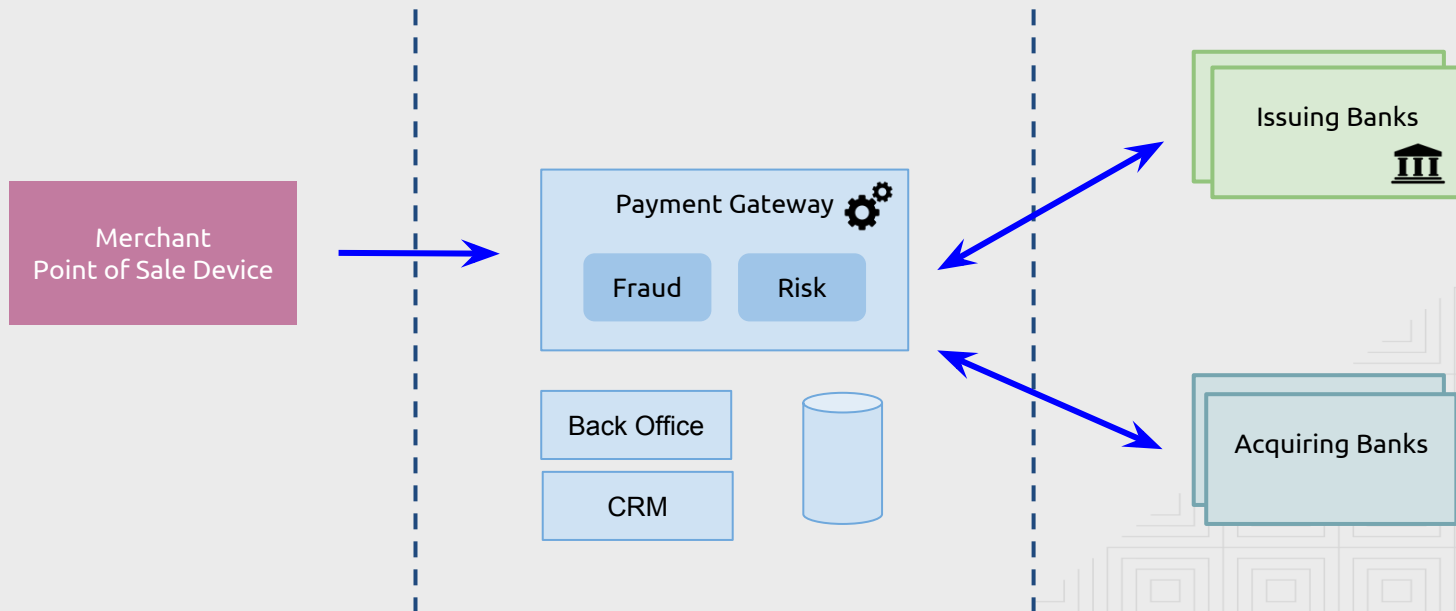 Merchant
Point of Sale Device
Payment Gateway
Fraud
Risk
Back Office
CRM
Issuing Banks
Acquiring Banks